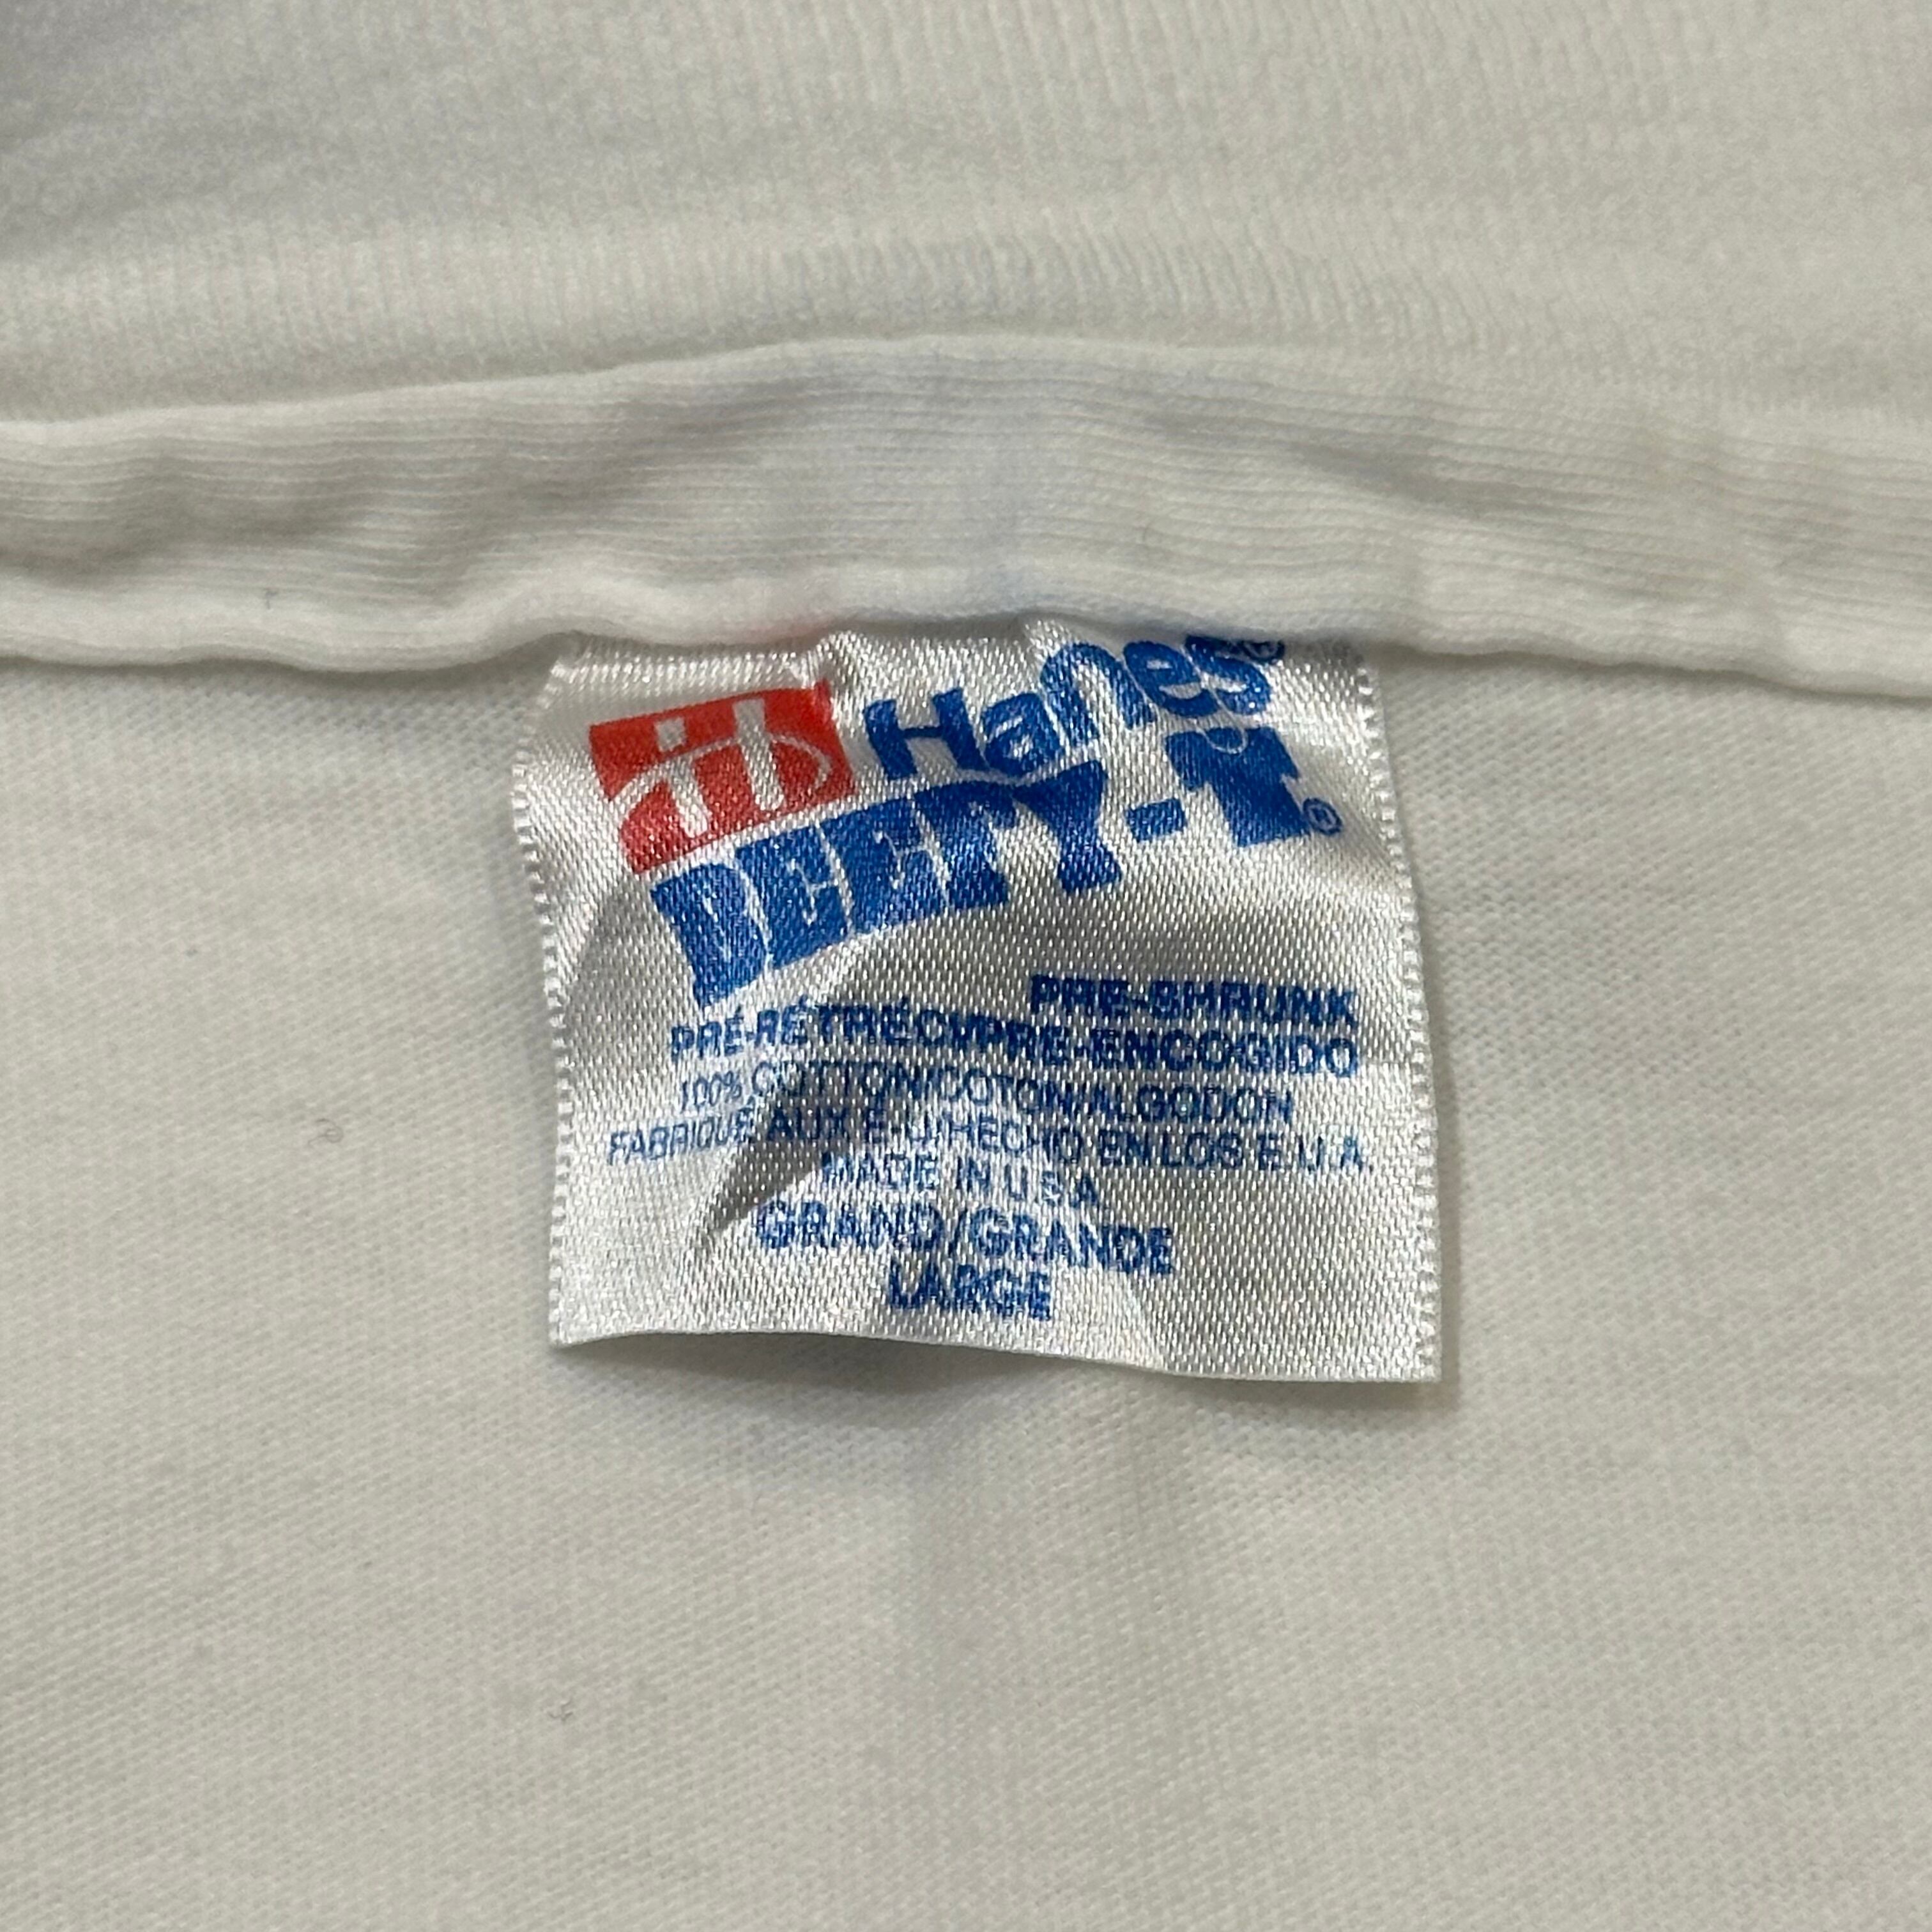 Hanes®
BEEFY-T®
PRE-SHRUNK
PRÉ-RÉTRÉCI/PRE-ENCOGIDO
100% COTTON/COTON/ALGODON
FABRIQUÉ AUX É.-U./HECHO EN LOS E.U.A.
MADE IN U.S.A.
GRAND/GRANDE
LARGE